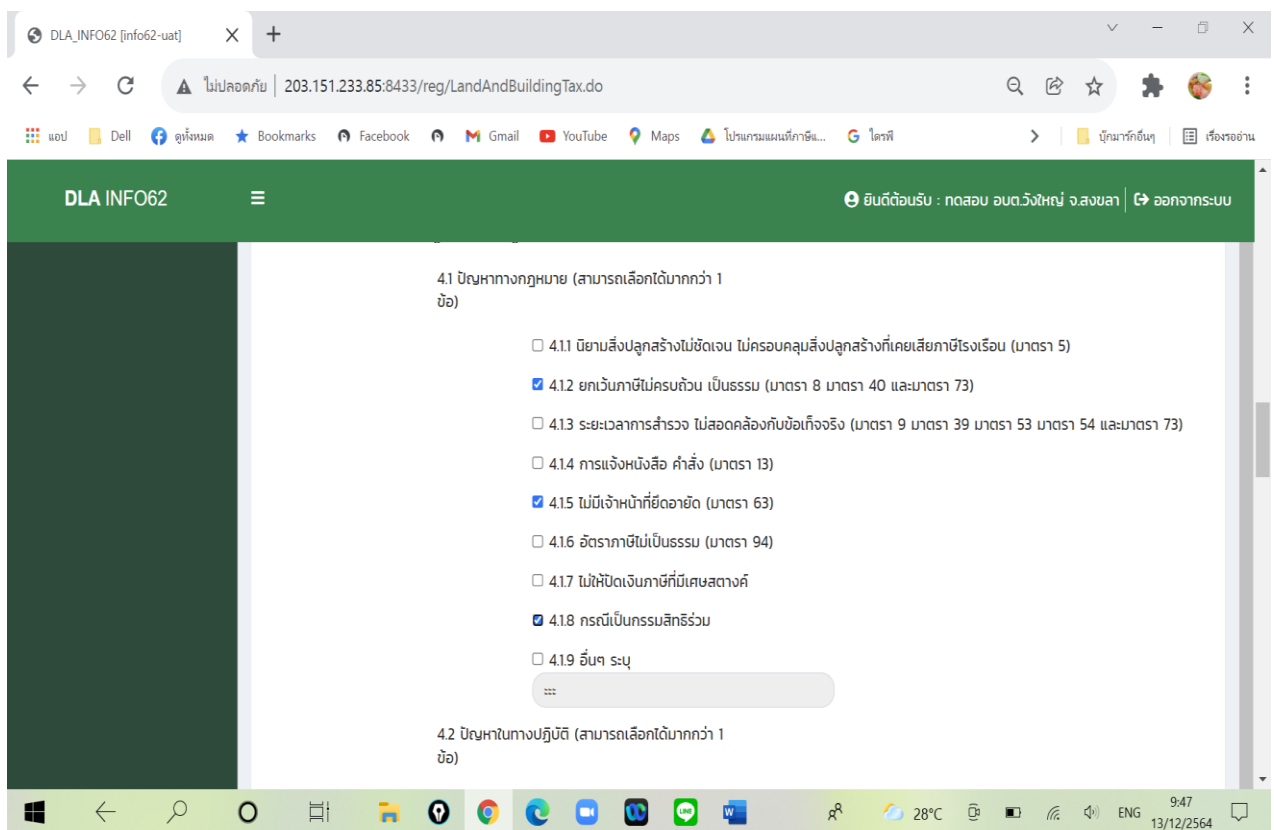 DLA_INFO62 [info62-uat]
ไม่ปลอดภัย 203.151.233.85:8433/reg/LandAndBuildingTax.do
แอป Dell ดูทั้งหมด Bookmarks Facebook Gmail YouTube Maps โปรแกรมแผนที่ภาษีแ... ไดรฟ์ บุ๊กมาร์กอื่นๆ เรื่องรออ่าน
DLA INFO62 ยินดีต้อนรับ : ทดสอบ อบต.วังใหญ่ จ.สงขลา ออกจากระบบ
4.1 ปัญหาทางกฎหมาย (สามารถเลือกได้มากกว่า 1
ข้อ)
4.1.1 นิยามสิ่งปลูกสร้างไม่ชัดเจน ไม่ครอบคลุมสิ่งปลูกสร้างที่เคยเสียภาษีโรงเรือน (มาตรา 5)
4.1.2 ยกเว้นภาษีไม่ครบถ้วน เป็นธรรม (มาตรา 8 มาตรา 40 และมาตรา 73)
4.1.3 ระยะเวลาการสำรวจ ไม่สอดคล้องกับข้อเท็จจริง (มาตรา 9 มาตรา 39 มาตรา 53 มาตรา 54 และมาตรา 73)
4.1.4 การแจ้งหนังสือ คำสั่ง (มาตรา 13)
4.1.5 ไม่มีเจ้าหน้าที่ยึดอายัด (มาตรา 63)
4.1.6 อัตราภาษีไม่เป็นธรรม (มาตรา 94)
4.1.7 ไม่ให้ปัดเงินภาษีที่มีเศษสตางค์
4.1.8 กรณีเป็นกรรมสิทธิร่วม
4.1.9 อื่นๆ ระบุ
4.2 ปัญหาในทางปฏิบัติ (สามารถเลือกได้มากกว่า 1
ข้อ)
28°C ENG 9:47
13/12/2564